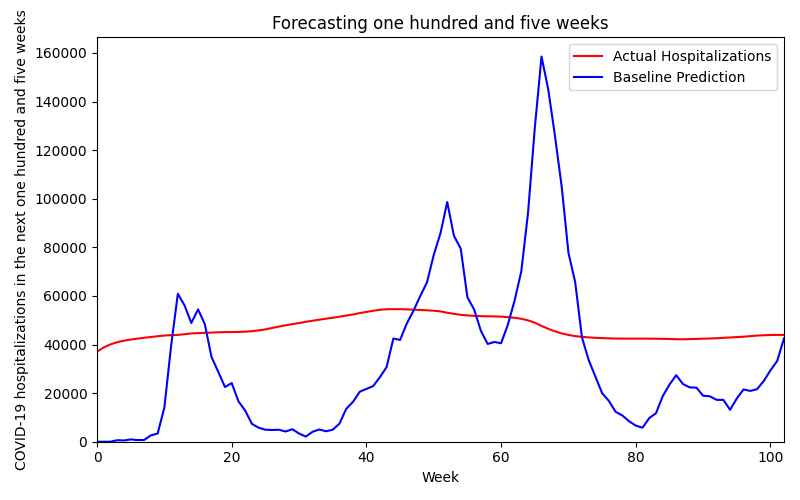 Forecasting one hundred and five weeks
COVID-19 hospitalizations in the next one hundred and five weeks
160000
140000
120000
100000
80000
60000
40000
20000
0
Actual Hospitalizations
Baseline Prediction
0 20 40 60 80 100
Week